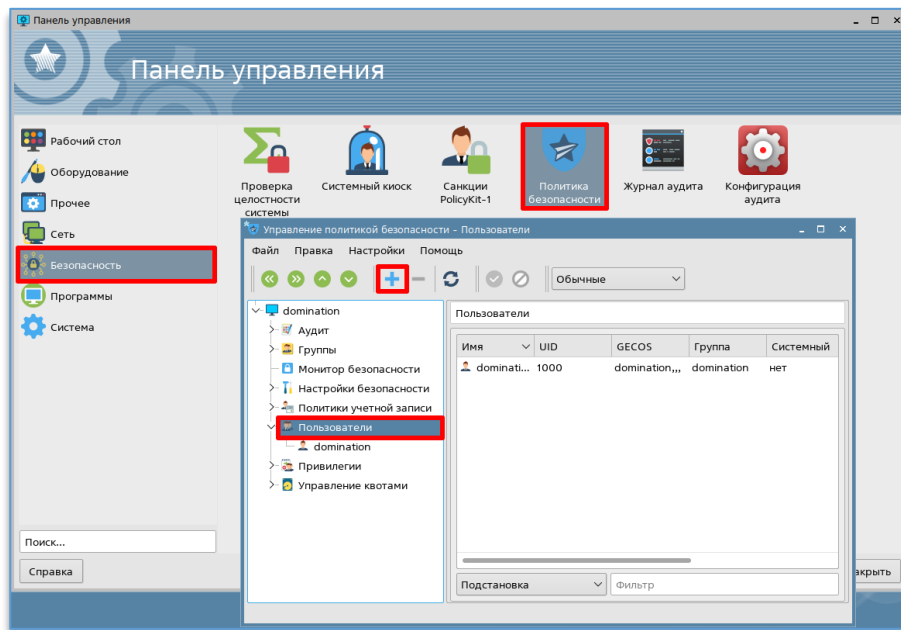 Панель управления
Панель управления
Рабочий стол
Оборудование
Прочее
Сеть
Безопасность
Программы
Система
Поиск...
Справка
Проверка
целостности
системы
Системный киоск
Санкции
PolicyKit-1
Политика
безопасности
Журнал аудита
Конфигурация
аудита
Управление политикой безопасности – Пользователи
Файл Правка Настройки Помощь
Обычные
domination
Аудит
Группы
Монитор безопасности
Настройки безопасности
Политики учетной записи
Пользователи
domination
Привилегии
Управление квотами
Пользователи
Имя UID GECOS Группа Системный
dominati... 1000 domination,,, domination нет
Подстановка Фильтр
акрыть